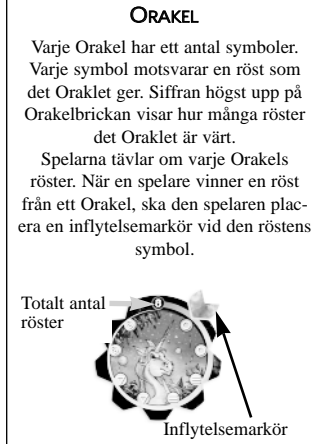 ORAKEL
Varje Orakel har ett antal symboler.
Varje symbol motsvarar en röst som
det Oraklet ger. Siffran högst upp på
Orakelbrickan visar hur många röster
det Oraklet är värt.
Spelarna tävlar om varje Orakels
röster. När en spelare vinner en röst
från ett Orakel, ska den spelaren plac-
era en inflytelsemarkör vid den röstens
symbol.
Totalt antal
röster
Inflytelsemarkör